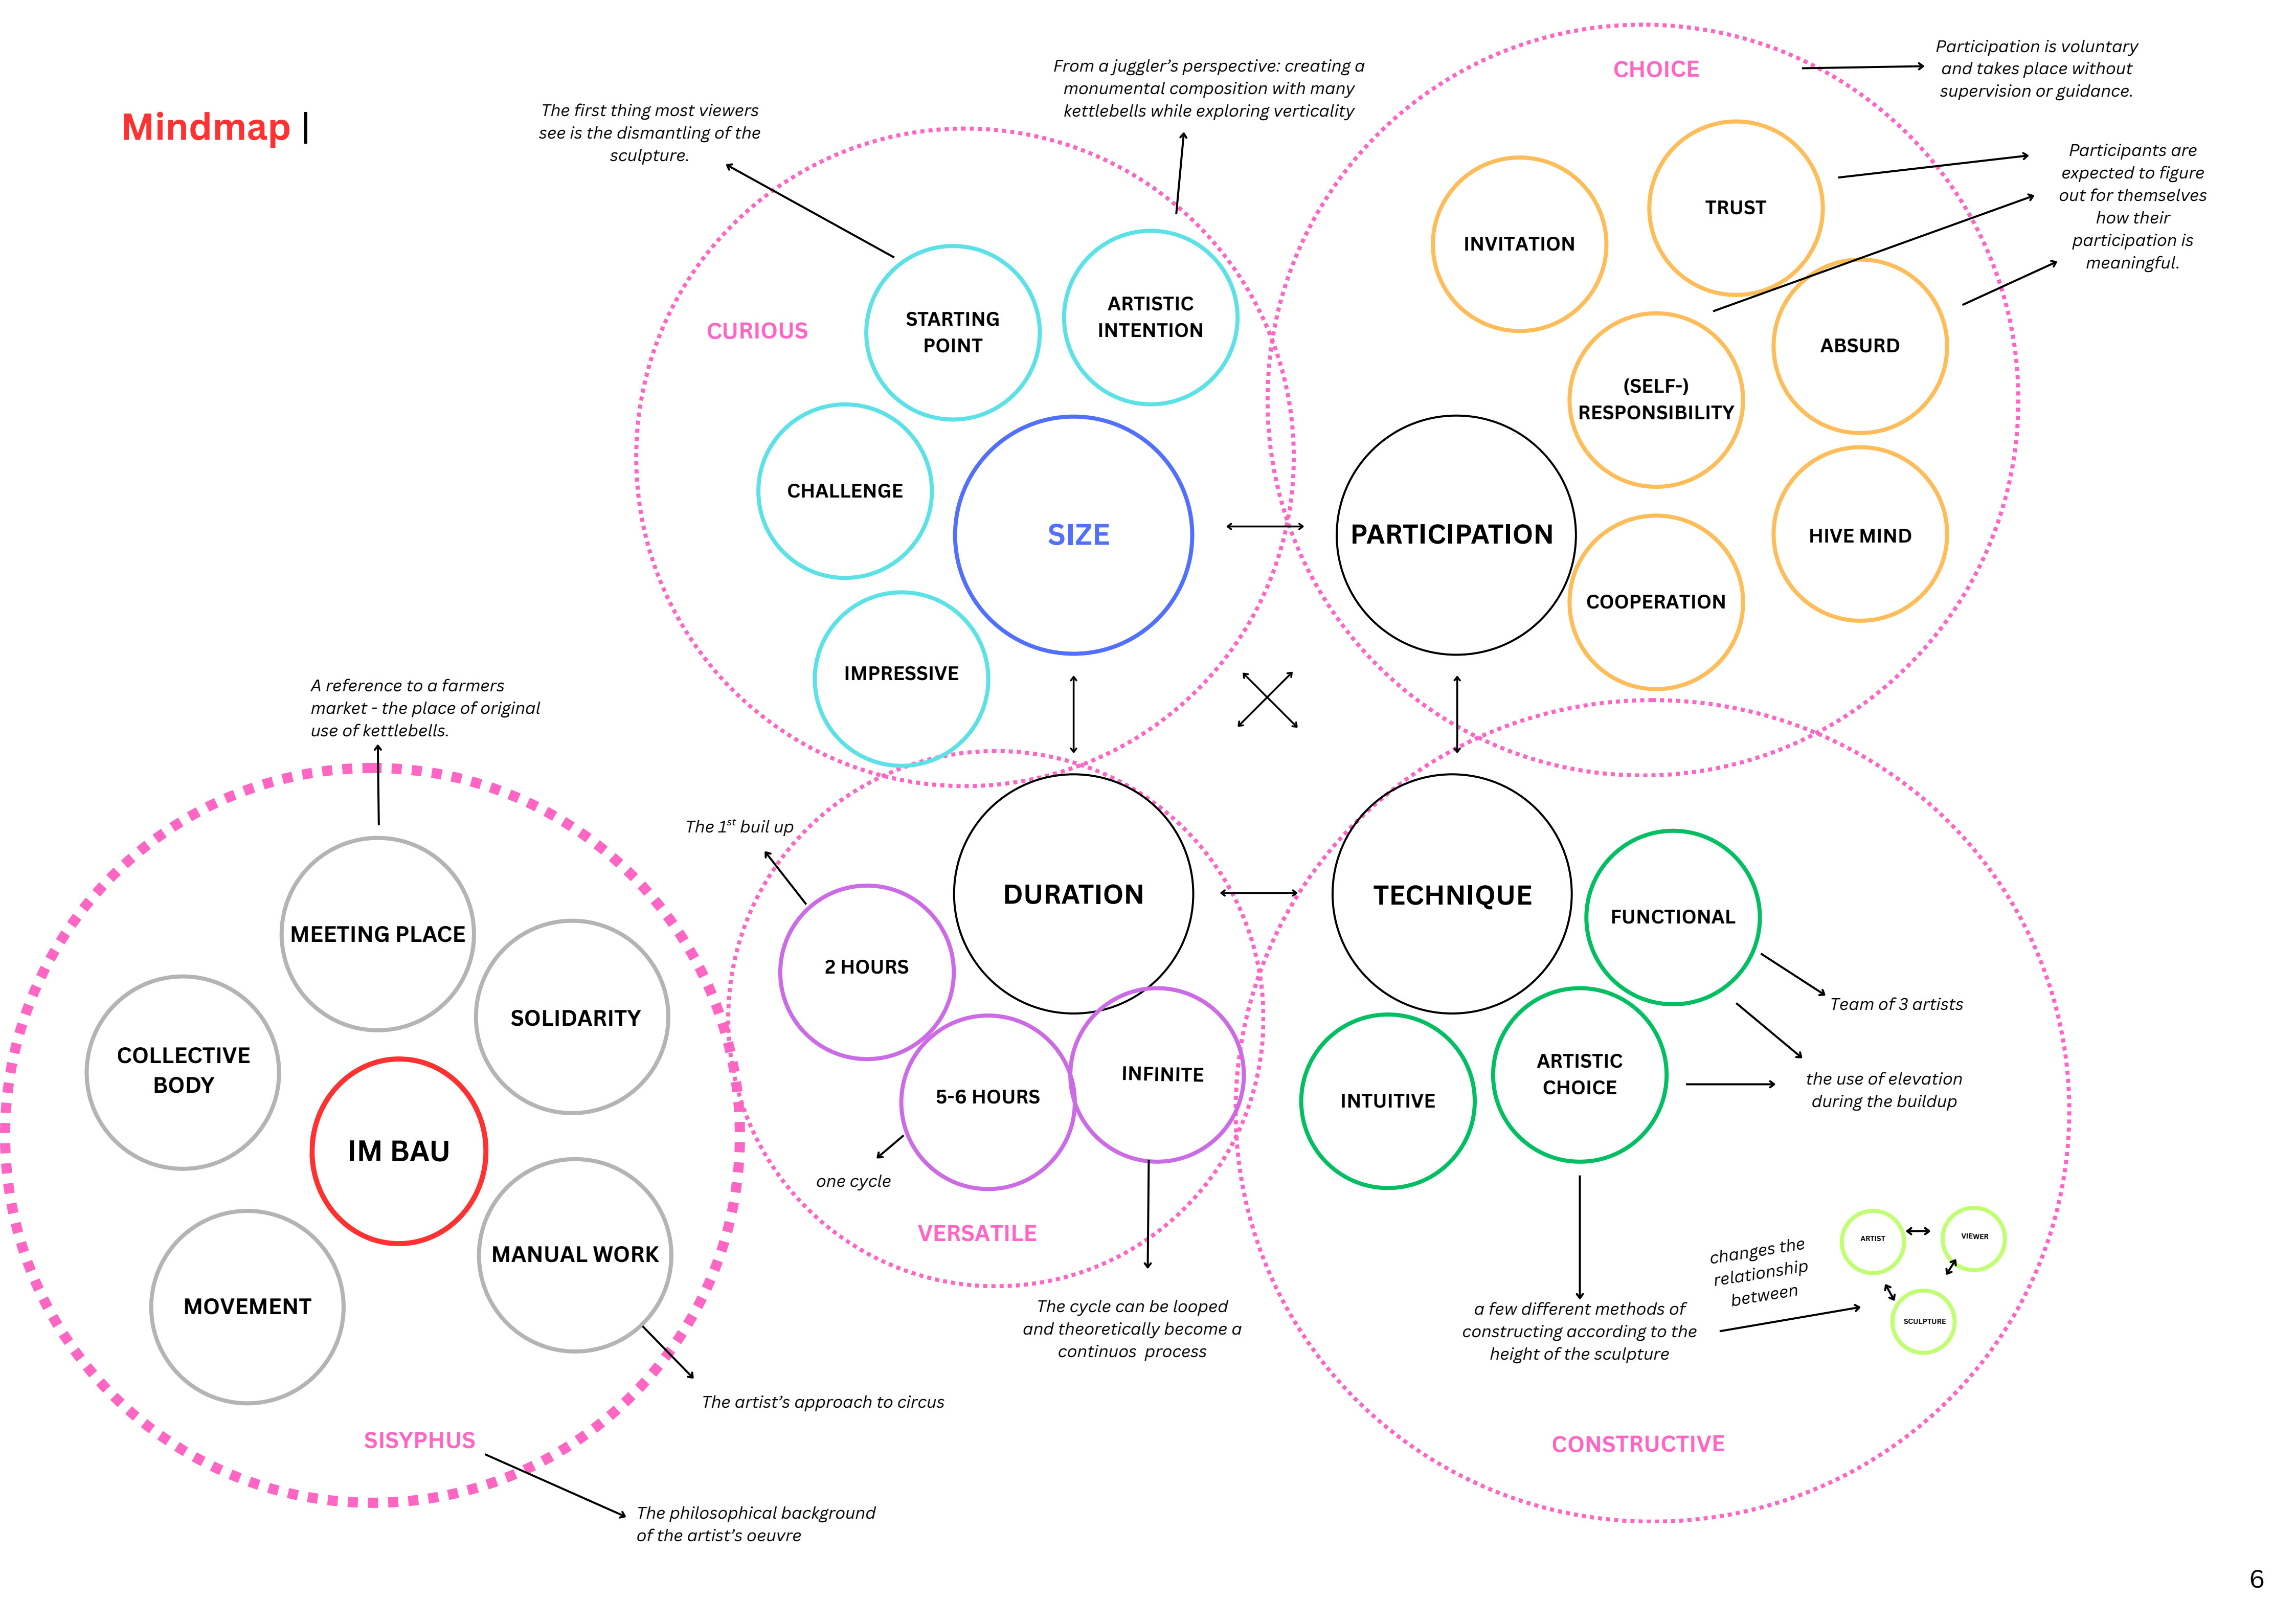 Mindmap |
The first thing most viewers
see is the dismantling of the
sculpture.
From a juggler's perspective: creating a
monumental composition with many
kettlebells while exploring verticality
CHOICE
Participation is voluntary
and takes place without
supervision or guidance.
Participants are
expected to figure
out for themselves
how their
participation is
meaningful.
CURIOUS
STARTING
POINT
ARTISTIC
INTENTION
CHALLENGE
SIZE
IMPRESSIVE
INVITATION
TRUST
ABSURD
(SELF-)
RESPONSIBILITY
PARTICIPATION
HIVE MIND
COOPERATION
A reference to a farmers
market - the place of original
use of kettlebells.
MEETING PLACE
SOLIDARITY
COLLECTIVE
BODY
IM BAU
MANUAL WORK
MOVEMENT
The artist's approach to circus
SISYPHUS
The philosophical background
of the artist's oeuvre
The 1st buil up
DURATION
2 HOURS
5-6 HOURS
INFINITE
one cycle
VERSATILE
The cycle can be looped
and theoretically become a
continuos process
TECHNIQUE
FUNCTIONAL
Team of 3 artists
ARTISTIC
CHOICE
INTUITIVE
the use of elevation
during the buildup
a few different methods of
constructing according to the
height of the sculpture
changes the
relationship
between
ARTIST
VIEWER
SCULPTURE
CONSTRUCTIVE
6